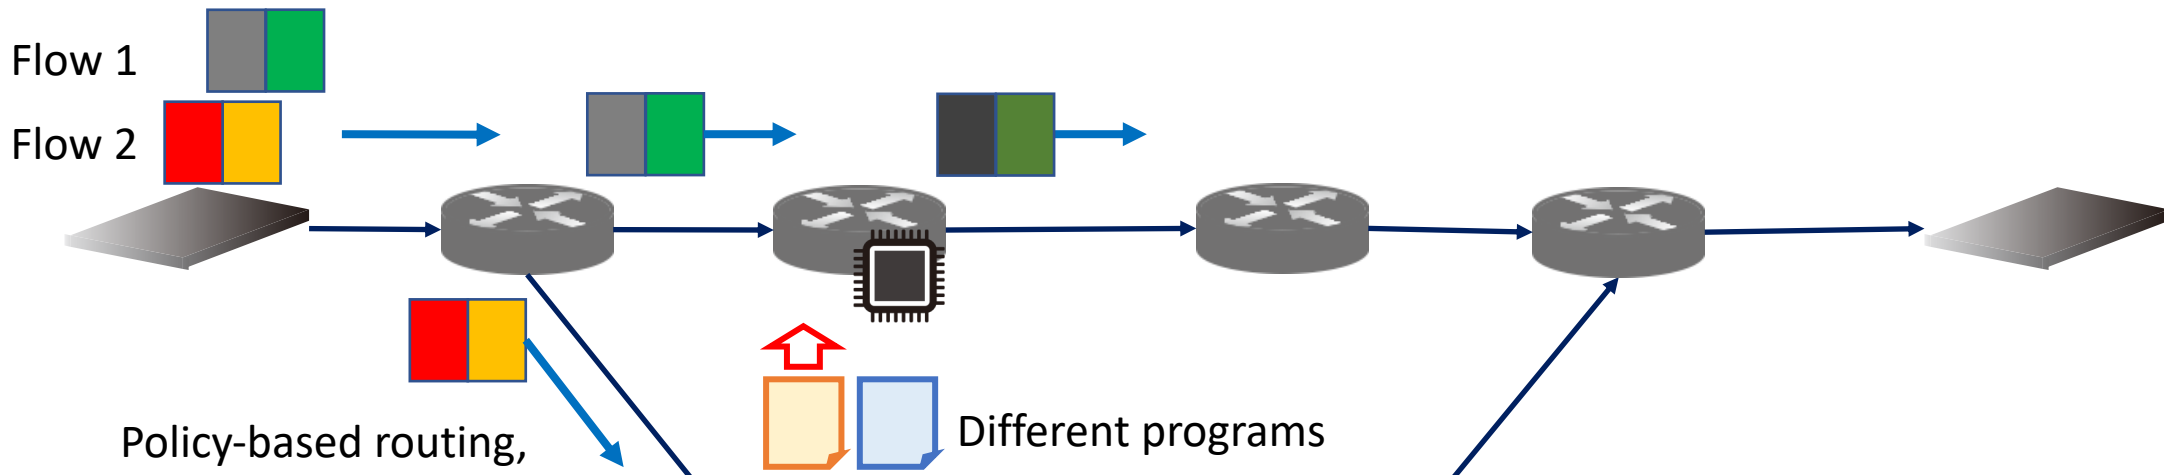 Flow 1
Flow 2
Policy-based routing,
Different programs